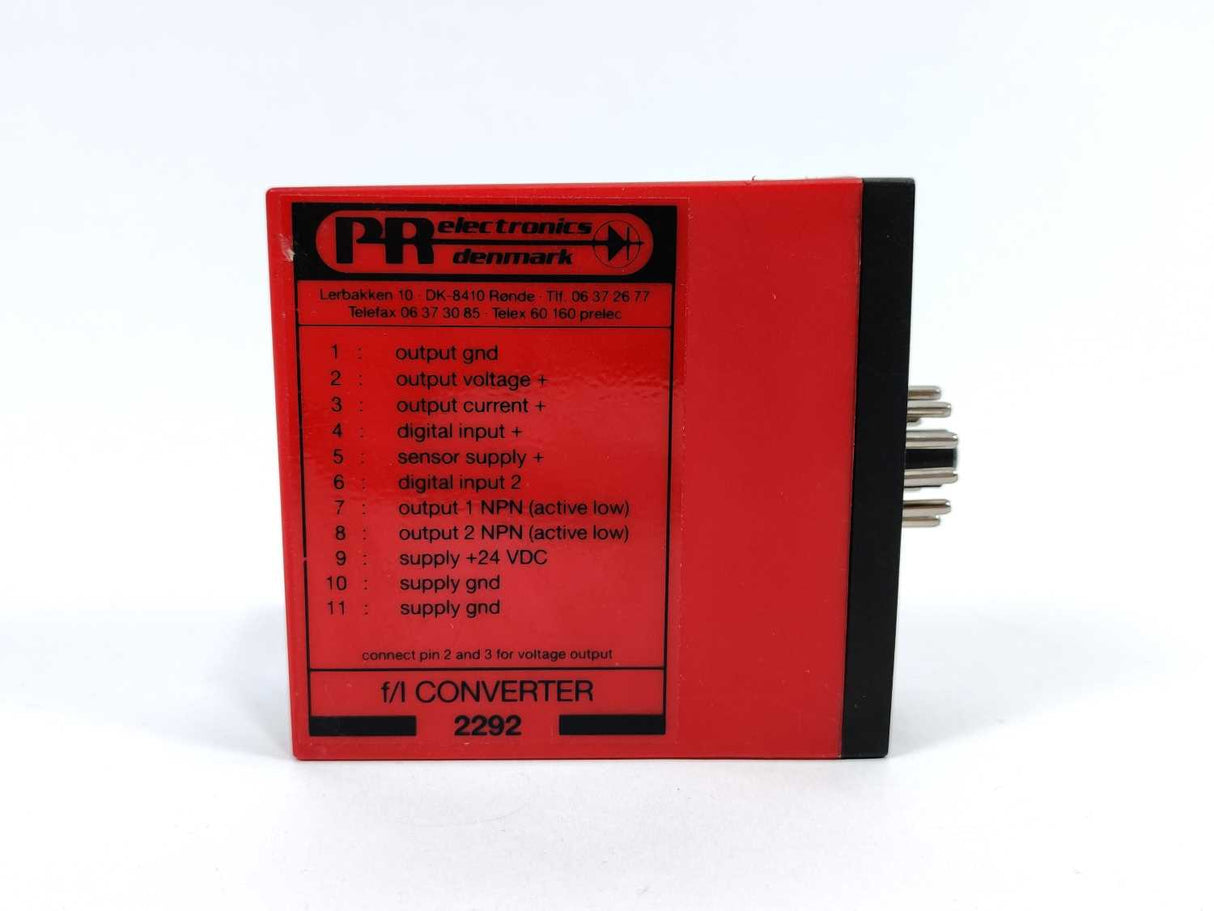 PR electronics
denmark
Lerbakken 10 · DK-8410 Rønde · Tlf. 06 37 26 77
Telefax 06 37 30 85 · Telex 60 160 prelec
1 : output gnd
2 : output voltage +
3 : output current +
4 : digital input +
5 : sensor supply +
6 : digital input 2
7 : output 1 NPN (active low)
8 : output 2 NPN (active low)
9 : supply +24 VDC
10 : supply gnd
11 : supply gnd
connect pin 2 and 3 for voltage output
f/I CONVERTER
2292